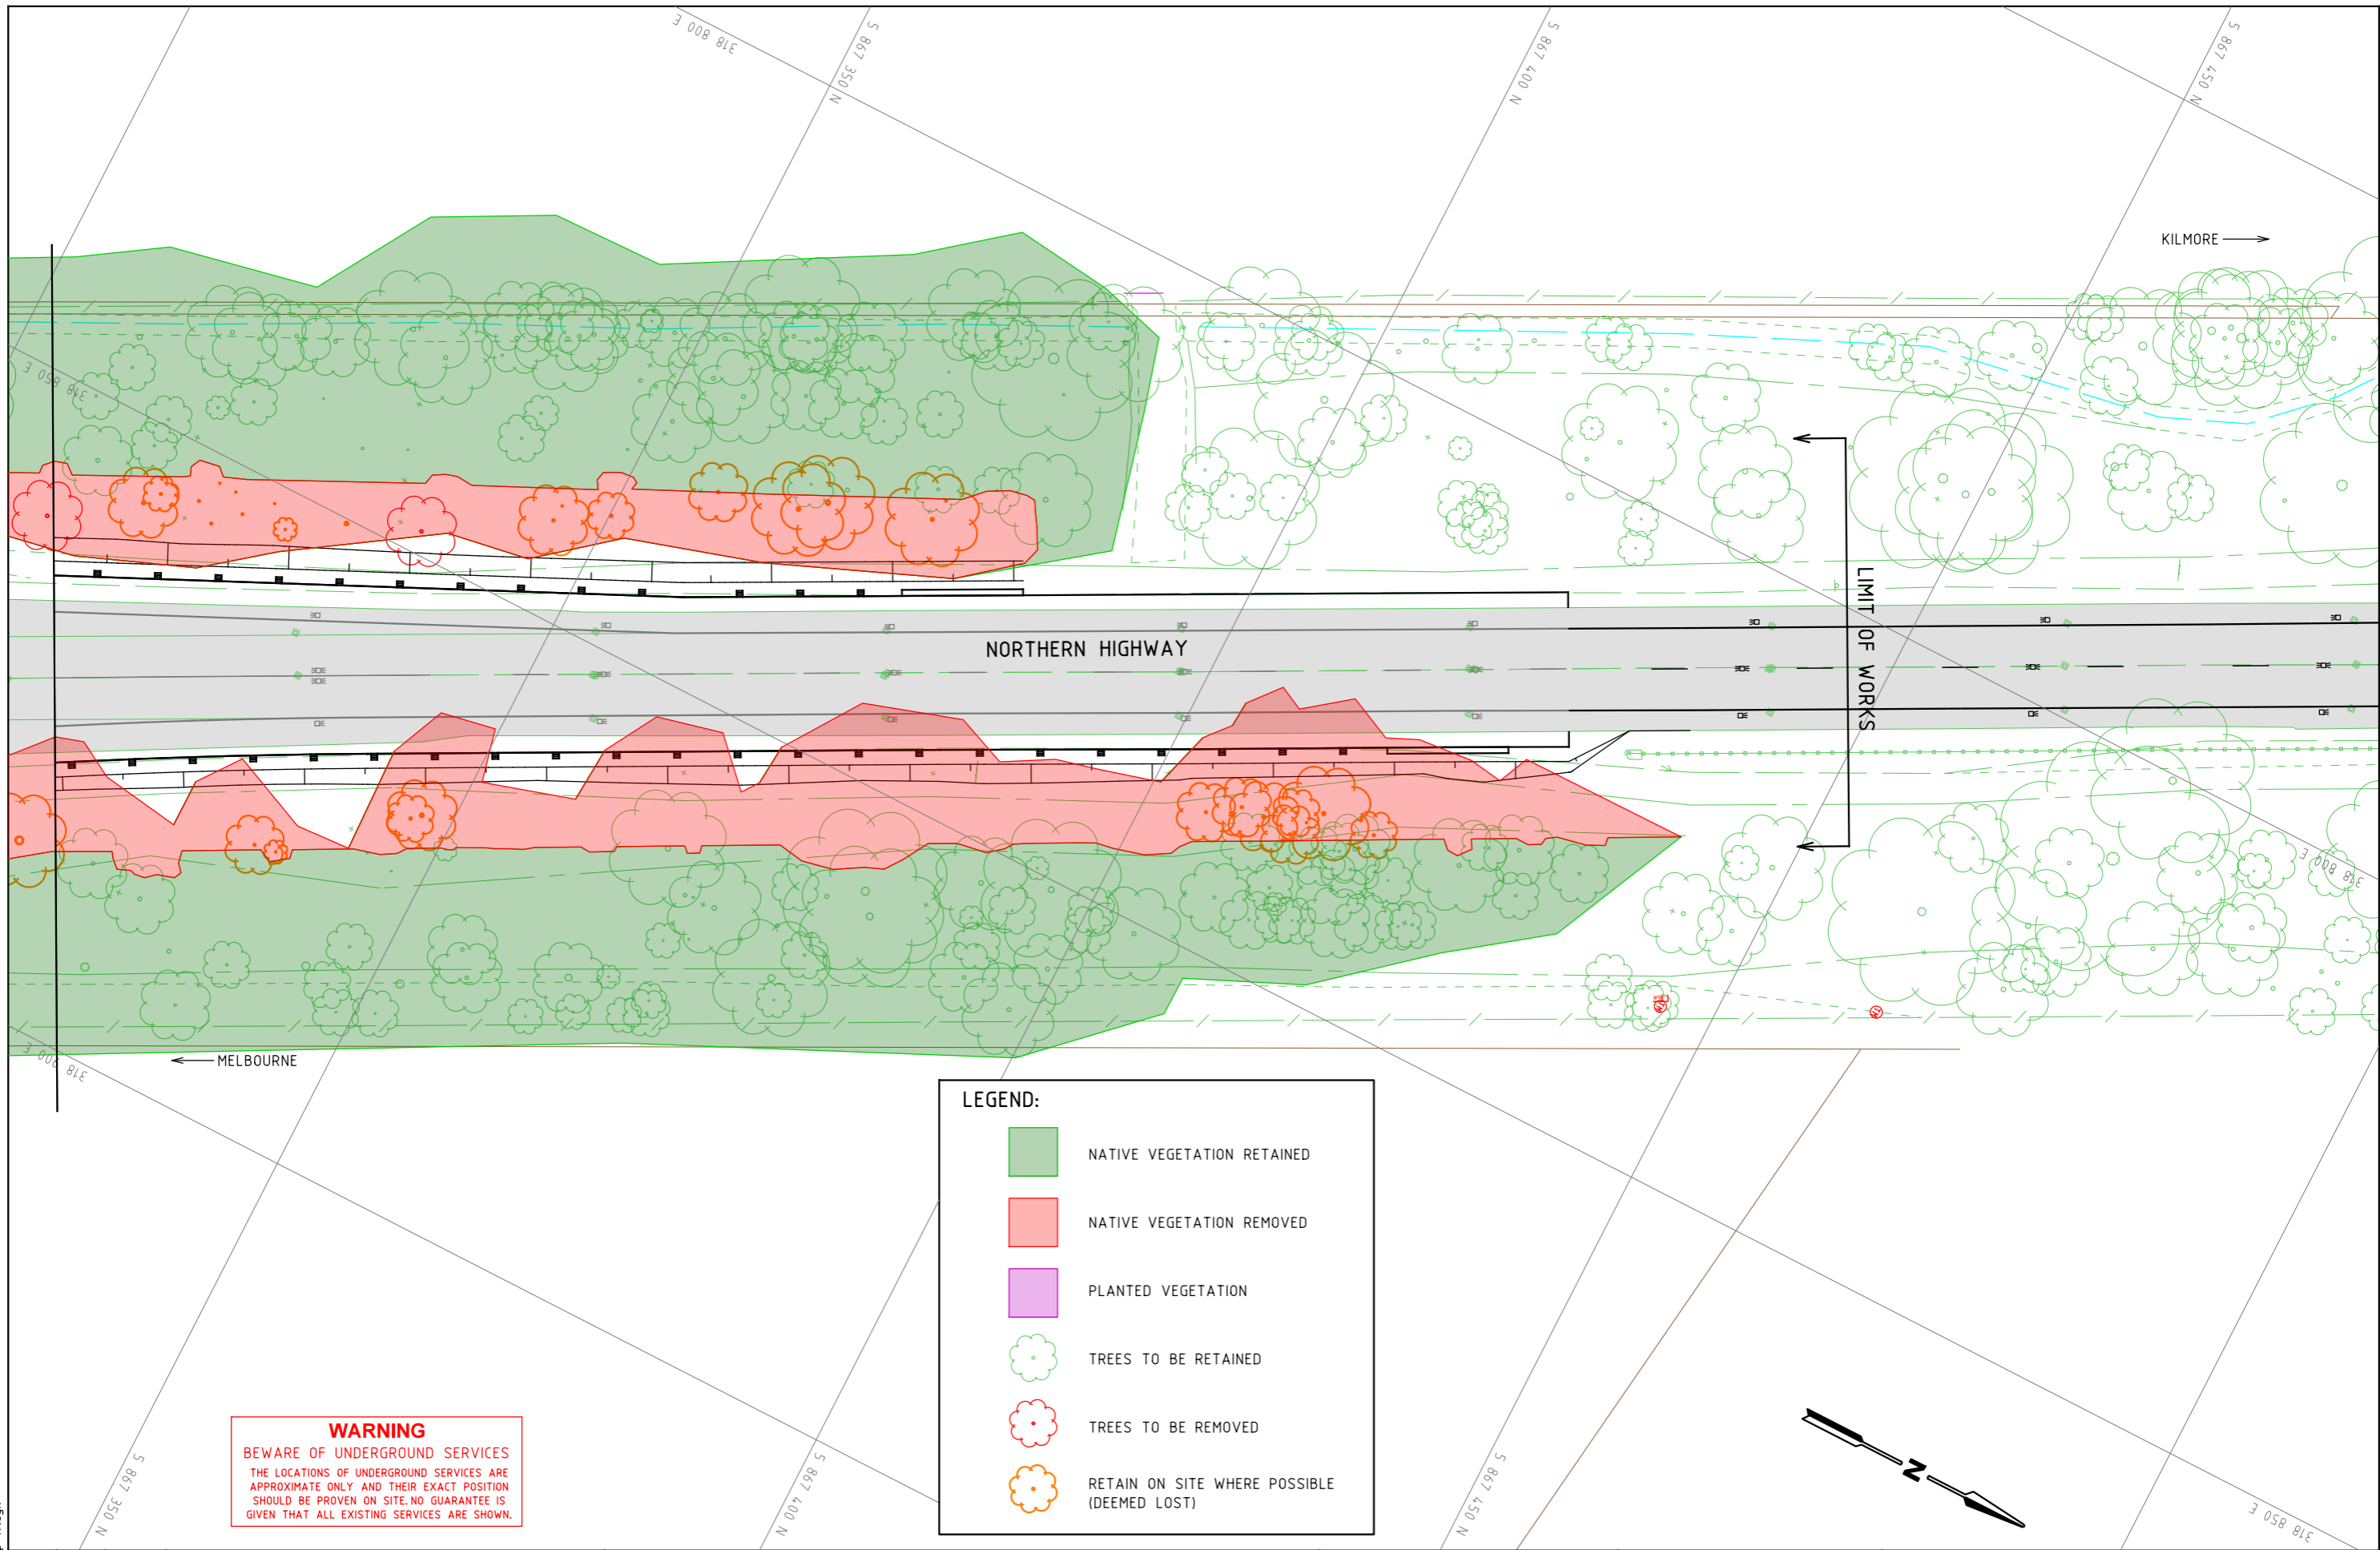 318 800 E
5 867 350 N
5 867 400 N
5 867 450 N
KILMORE
318 850 E
NORTHERN HIGHWAY
LIMIT OF WORKS
318 800 E
318 900 E
MELBOURNE
LEGEND:
NATIVE VEGETATION RETAINED
NATIVE VEGETATION REMOVED
PLANTED VEGETATION
TREES TO BE RETAINED
TREES TO BE REMOVED
RETAIN ON SITE WHERE POSSIBLE
(DEEMED LOST)
WARNING
BEWARE OF UNDERGROUND SERVICES
THE LOCATIONS OF UNDERGROUND SERVICES ARE
APPROXIMATE ONLY AND THEIR EXACT POSITION
SHOULD BE PROVEN ON SITE. NO GUARANTEE IS
GIVEN THAT ALL EXISTING SERVICES ARE SHOWN.
5 867 350 N
5 867 400 N
5 867 450 N
N
318 850 E